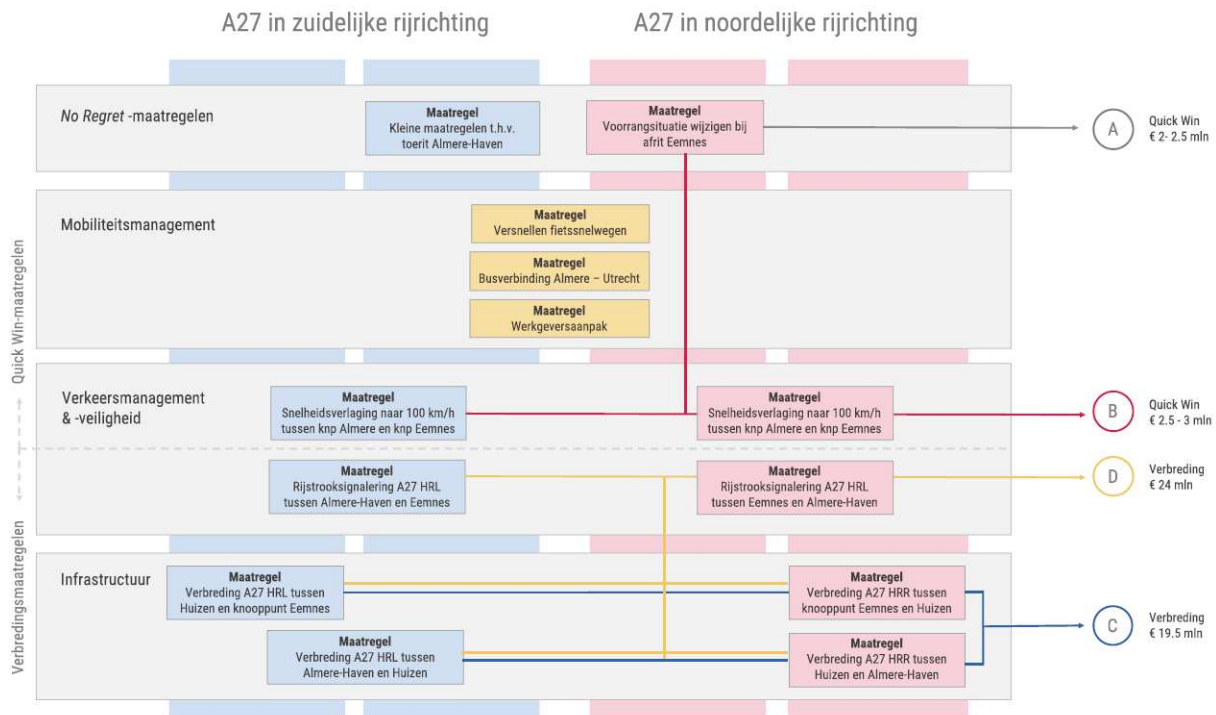 A27 in zuidelijke rijrichting
A27 in noordelijke rijrichting
No Regret -maatregelen
Maatregel
Kleine maatregelen t.h.v.
toerit Almere-Haven
Maatregel
Voorrangsituatie wijzigen bij
afrit Eemnes
A
Quick Win
€ 2- 2.5 mln
Quick Win-maatregelen
Mobiliteitsmanagement
Maatregel
Versnellen fietssnelwegen
Maatregel
Busverbinding Almere – Utrecht
Maatregel
Werkgeversaanpak
Verkeersmanagement
& -veiligheid
Maatregel
Snelheidsverlaging naar 100 km/h
tussen knp Almere en knp Eemnes
Maatregel
Snelheidsverlaging naar 100 km/h
tussen knp Almere en knp Eemnes
B
Quick Win
€ 2.5 - 3 mln
Maatregel
Rijstrooksignalering A27 HRL
tussen Almere-Haven en Eemnes
Maatregel
Rijstrooksignalering A27 HRL
tussen Eemnes en Almere-Haven
D
Verbreding
€ 24 mln
Verbredingsmaatregelen
Infrastructuur
Maatregel
Verbreding A27 HRL tussen
Huizen en knooppunt Eemnes
Maatregel
Verbreding A27 HRR tussen
knooppunt Eemnes en Huizen
Maatregel
Verbreding A27 HRL tussen
Almere-Haven en Huizen
Maatregel
Verbreding A27 HRR tussen
Huizen en Almere-Haven
C
Verbreding
€ 19.5 mln